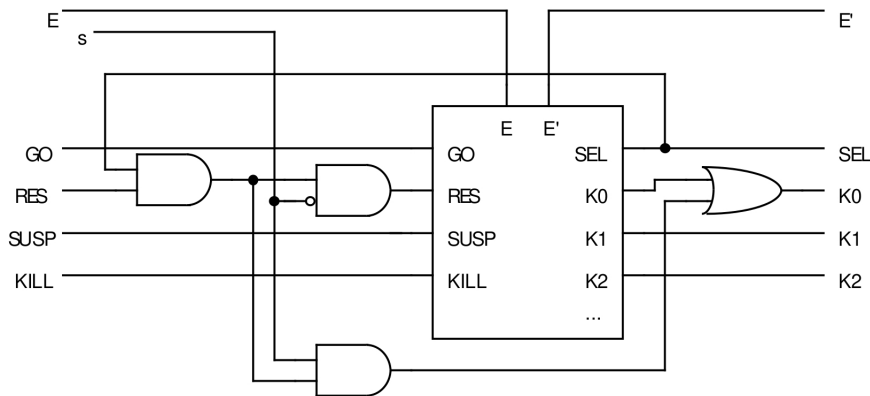 E E'
s
E E'
GO GO SEL SEL
RES RES K0 K0
SUSP SUSP K1 K1
KILL KILL K2 K2
...